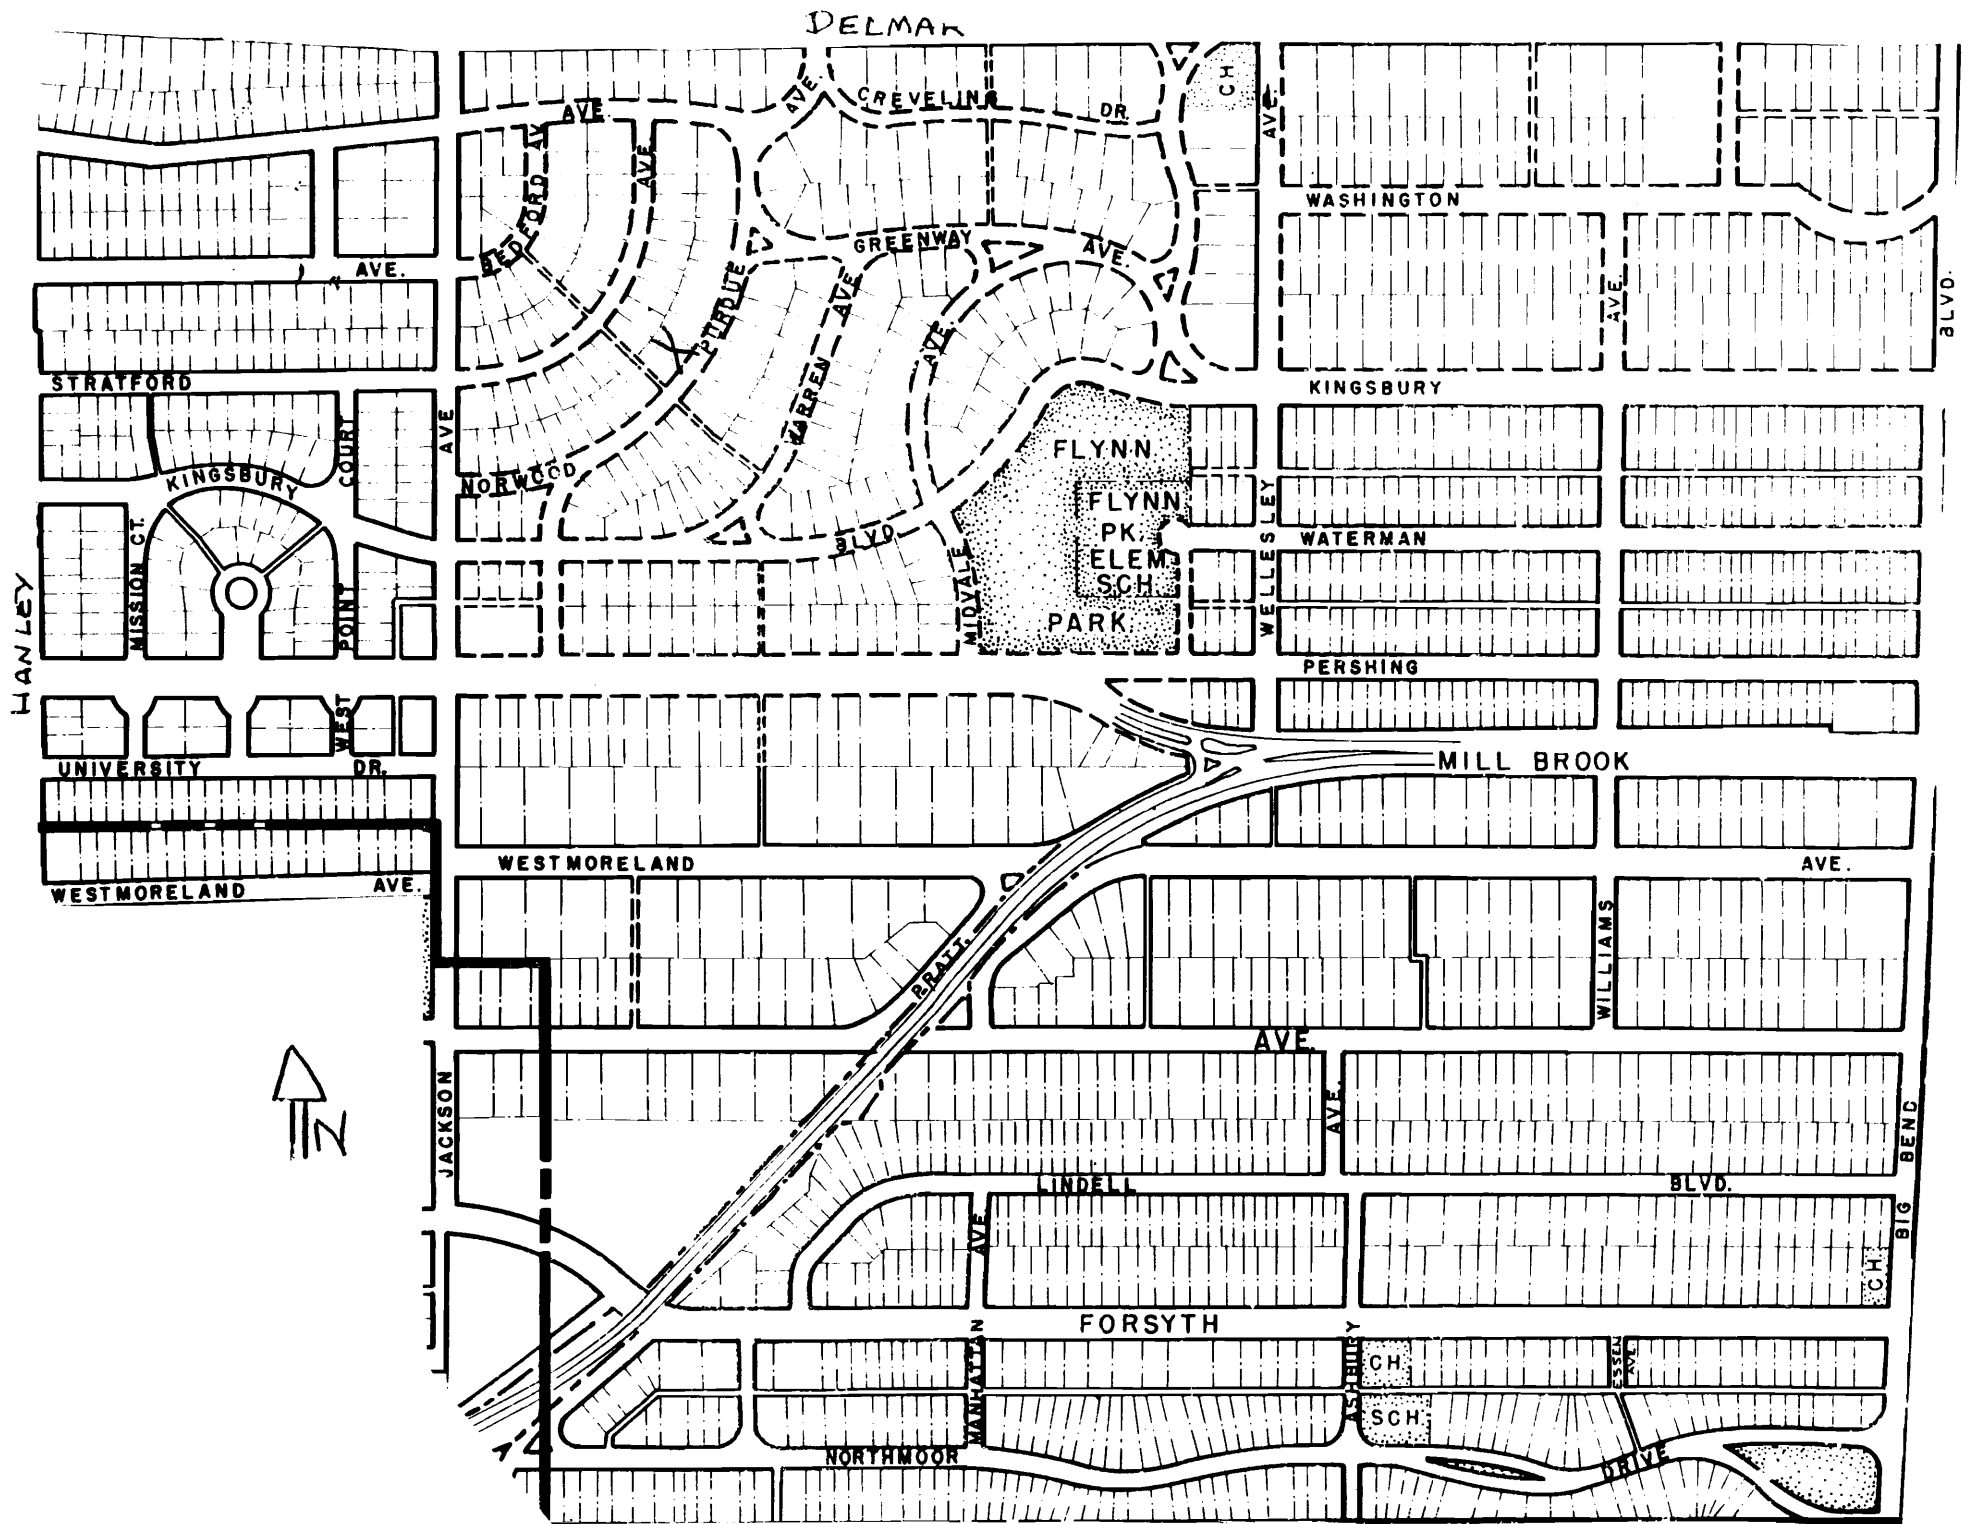 DELMAR
CH
AVE.
CREVELING
DR.
AVE.
BEDFORD AV
AVE
AVE.
WASHINGTON
GREENWAY
AVE.
AVE.
PURDUE
WARREN
AVE
AVE.
AVE.
BLVD.
STRATFORD
KINGSBURY
COURT
AVE
NORWOOD
KINGSBURY
FLYNN
FLYNN
PK.
ELEM.
SCH.
PARK
MISSION CT.
BLVD.
MIDVALE
WELLESLEY
WATERMAN
HANLEY
POINT
PERSHING
WEST
UNIVERSITY
DR.
MILL BROOK
WESTMORELAND
AVE.
WESTMORELAND
AVE.
WILLIAMS
AVE.
N
JACKSON
AVE.
BEND
LINDELL
BLVD.
AVE.
BIG
CH.
FORSYTH
MANHATTAN
ASHBURY
CH.
ESSEX
AVE.
SCH.
NORTHMOOR
DRIVE